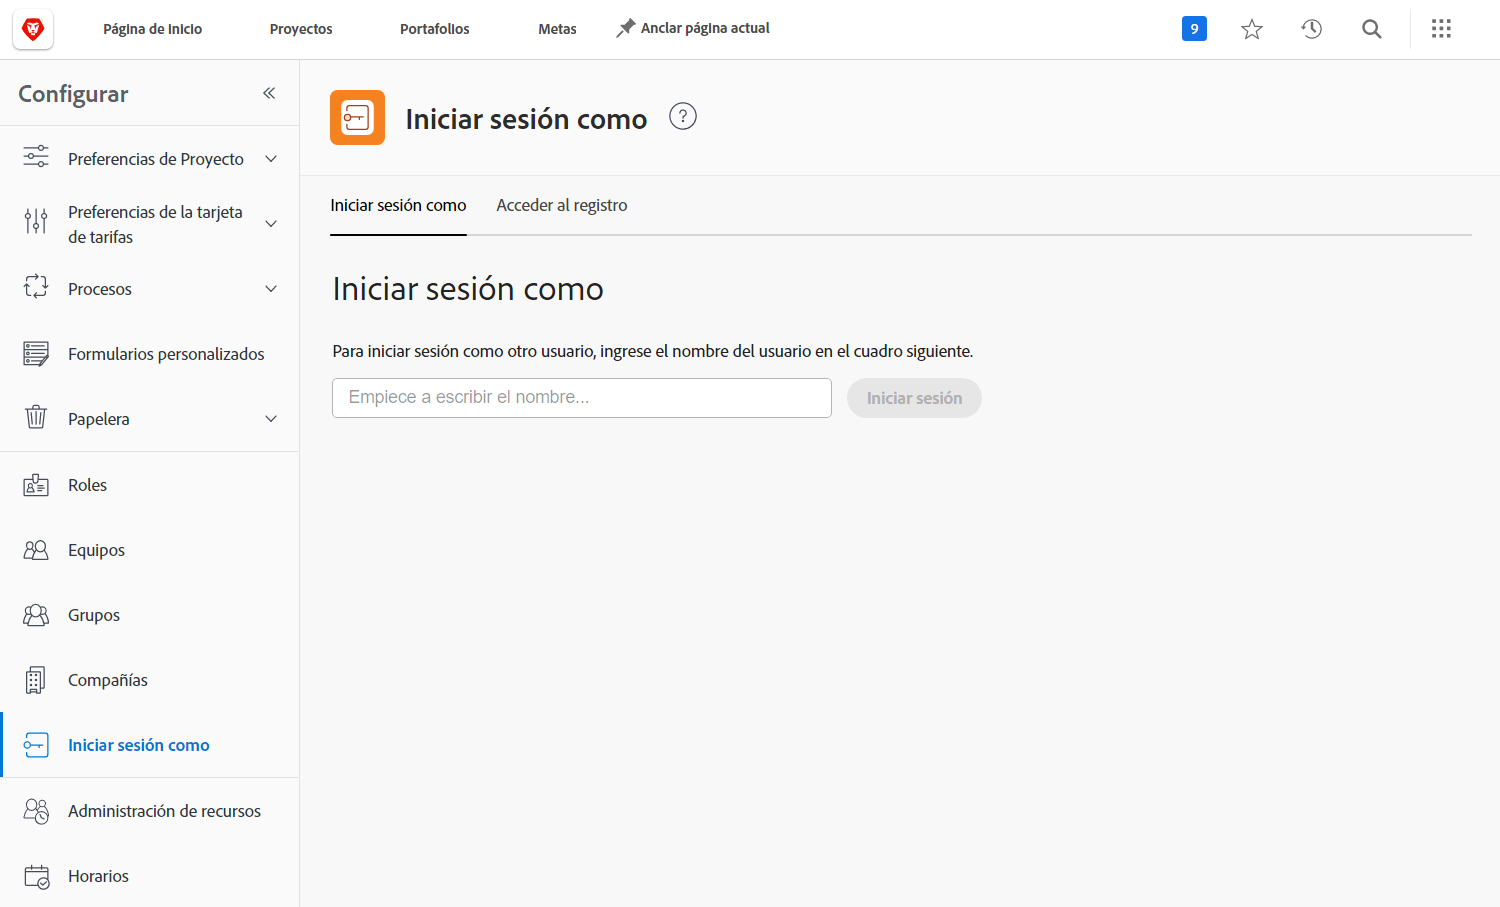 Página de inicio
Proyectos
Portafolios
Metas
Anclar página actual
9
Configurar
Preferencias de Proyecto
Preferencias de la tarjeta
de tarifas
Procesos
Formularios personalizados
Papelera
Roles
Equipos
Grupos
Compañías
Iniciar sesión como
Administración de recursos
Horarios
Iniciar sesión como
?
Iniciar sesión como
Acceder al registro
Iniciar sesión como
Para iniciar sesión como otro usuario, ingrese el nombre del usuario en el cuadro siguiente.
Empiece a escribir el nombre...
Iniciar sesión